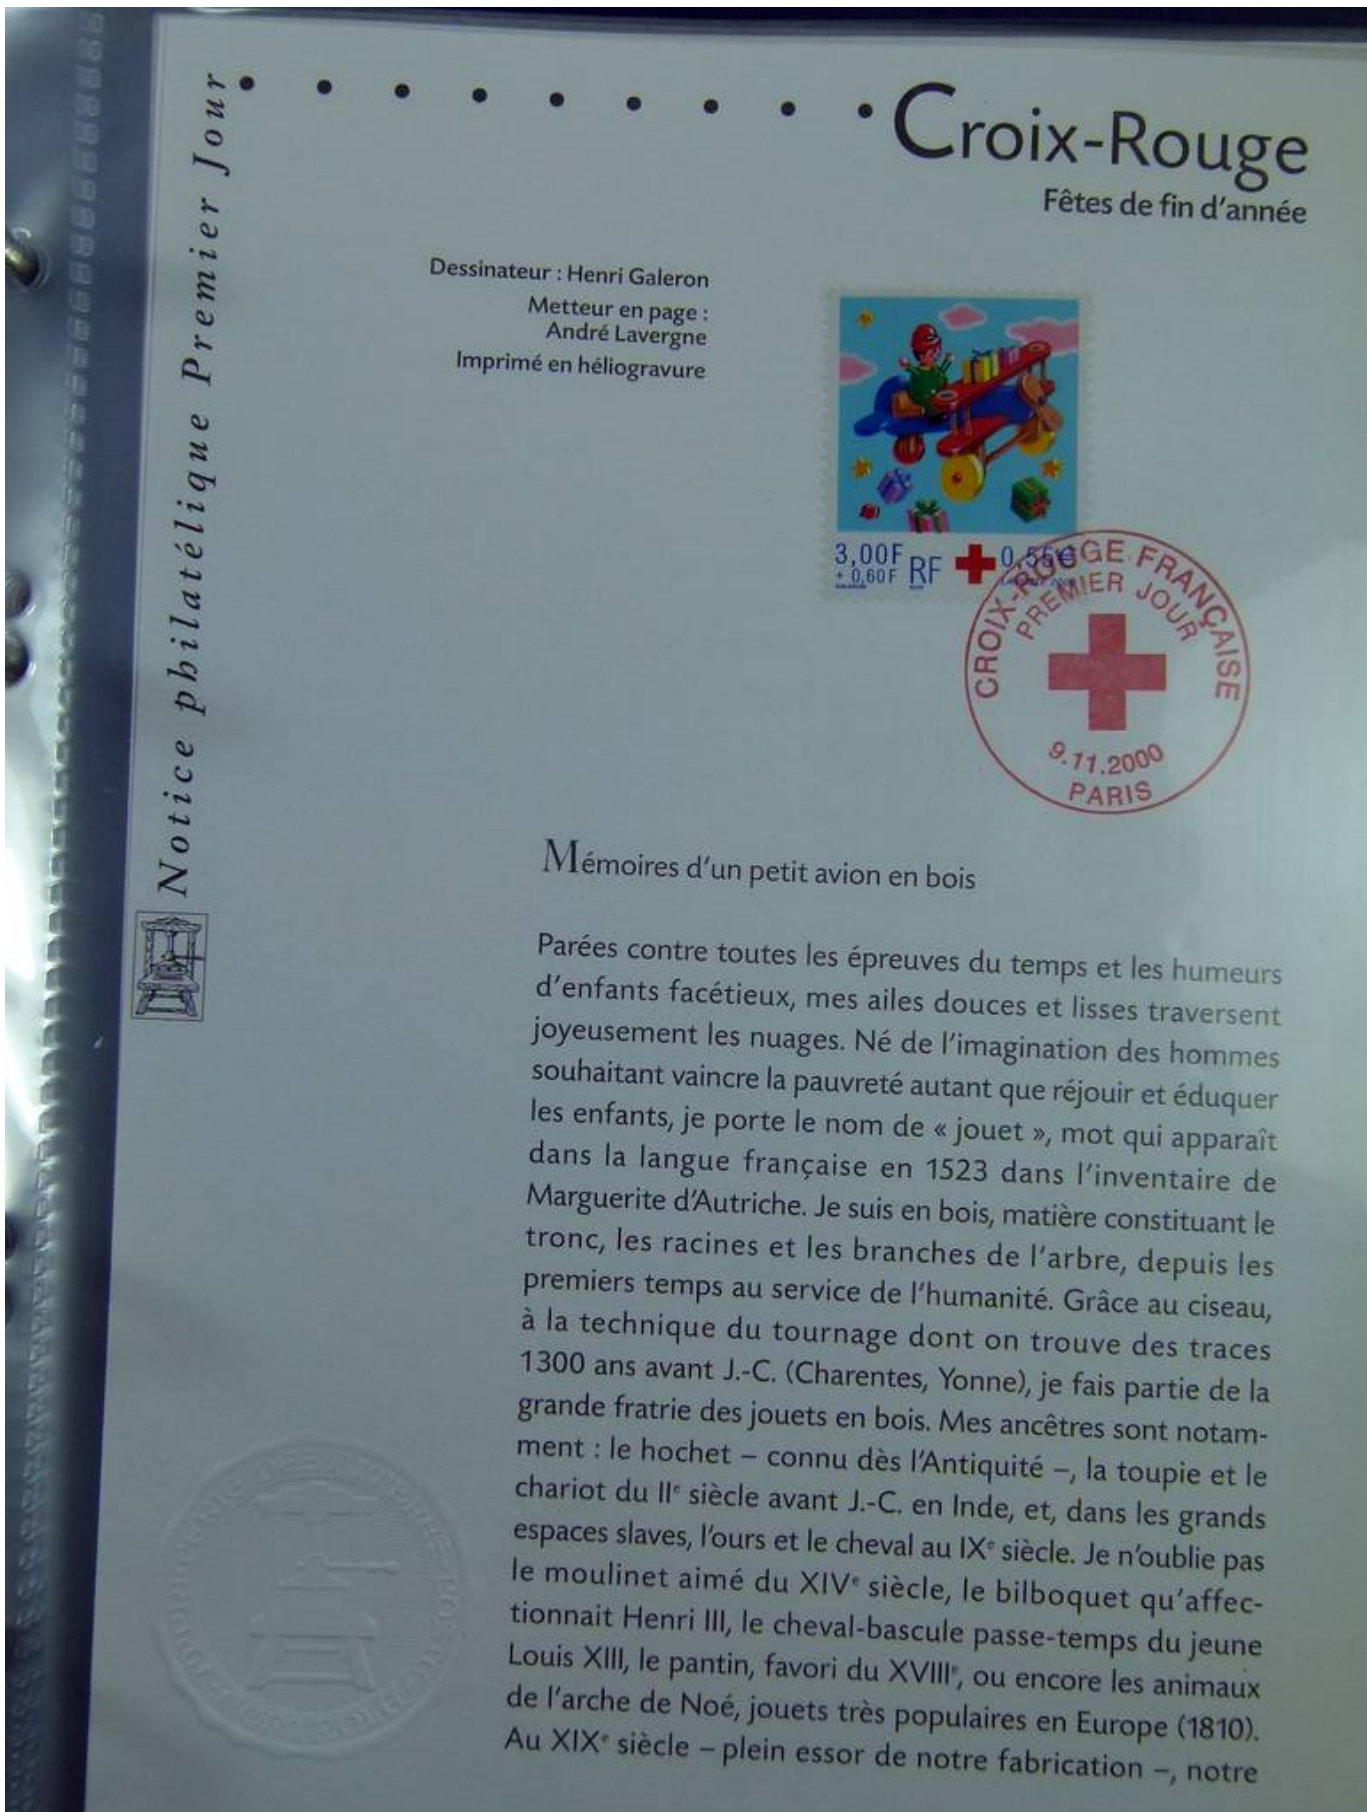 Notice philatélique Premier Jour
Croix-Rouge
Fêtes de fin d'année
Dessinateur : Henri Galeron
Metteur en page :
André Lavergne
Imprimé en héliogravure
3,00F
+ 0,60F
RF
0,55€
CROIX-ROUGE FRANÇAISE
PREMIER JOUR
9.11.2000
PARIS
Mémoires d'un petit avion en bois
Parées contre toutes les épreuves du temps et les humeurs
d'enfants facétieux, mes ailes douces et lisses traversent
joyeusement les nuages. Né de l'imagination des hommes
souhaitant vaincre la pauvreté autant que réjouir et éduquer
les enfants, je porte le nom de « jouet », mot qui apparaît
dans la langue française en 1523 dans l'inventaire de
Marguerite d'Autriche. Je suis en bois, matière constituant le
tronc, les racines et les branches de l'arbre, depuis les
premiers temps au service de l'humanité. Grâce au ciseau,
à la technique du tournage dont on trouve des traces
1300 ans avant J.-C. (Charentes, Yonne), je fais partie de la
grande fratrie des jouets en bois. Mes ancêtres sont notam-
ment : le hochet – connu dès l'Antiquité –, la toupie et le
chariot du IIe siècle avant J.-C. en Inde, et, dans les grands
espaces slaves, l'ours et le cheval au IXe siècle. Je n'oublie pas
le moulinet aimé du XIVe siècle, le bilboquet qu'affec-
tionnait Henri III, le cheval-bascule passe-temps du jeune
Louis XIII, le pantin, favori du XVIIIe, ou encore les animaux
de l'arche de Noé, jouets très populaires en Europe (1810).
Au XIXe siècle – plein essor de notre fabrication –, notre